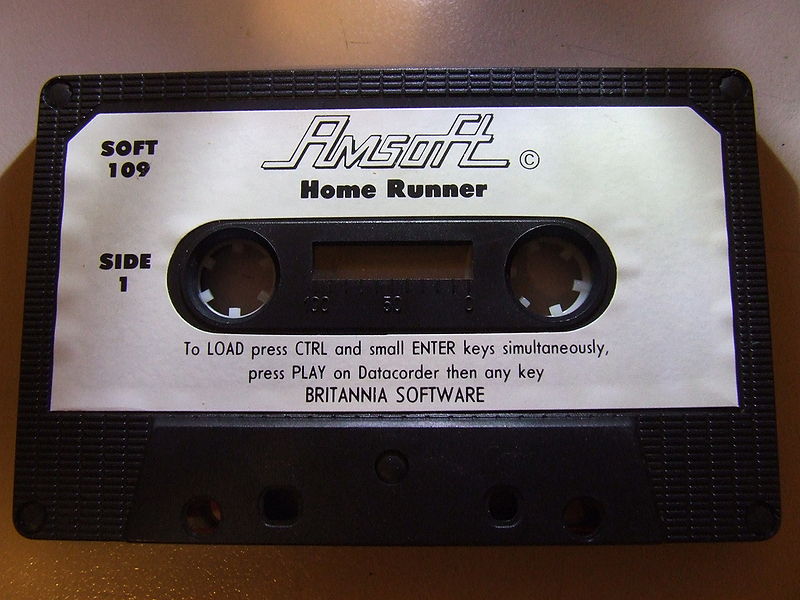 SOFT
109
Amsoft ©
Home Runner
SIDE
1
100 50 0
To LOAD press CTRL and small ENTER keys simultaneously,
press PLAY on Datacorder then any key
BRITANNIA SOFTWARE